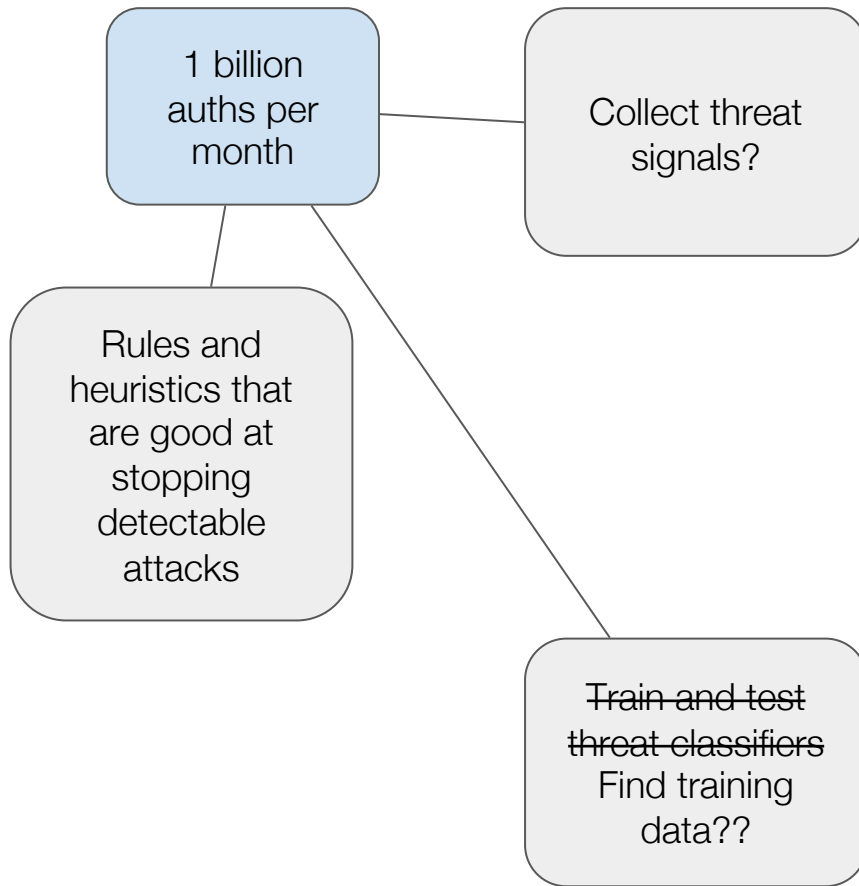 1 billion
auths per
month
Collect threat
signals?
Rules and
heuristics that
are good at
stopping
detectable
attacks
Train and test
threat classifiers
Find training
data??